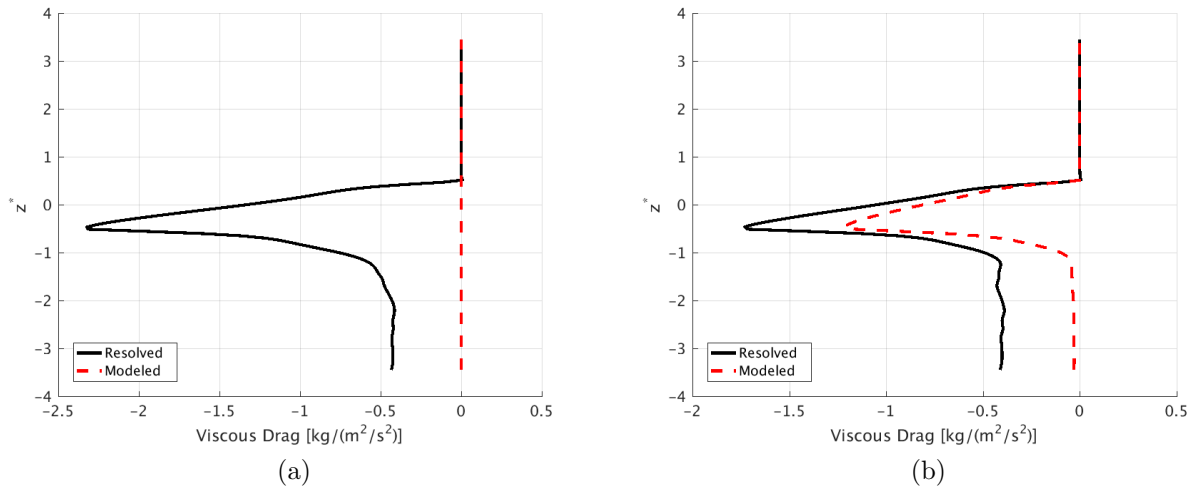 4
3
2
1
0
-1
-2
-3
-4
z*
Resolved
Modeled
-2.5 -2 -1.5 -1 -0.5 0 0.5
Viscous Drag [kg/(m²/s²)]
(a)
4
3
2
1
0
-1
-2
-3
-4
z*
Resolved
Modeled
-2 -1.5 -1 -0.5 0 0.5
Viscous Drag [kg/(m²/s²)]
(b)